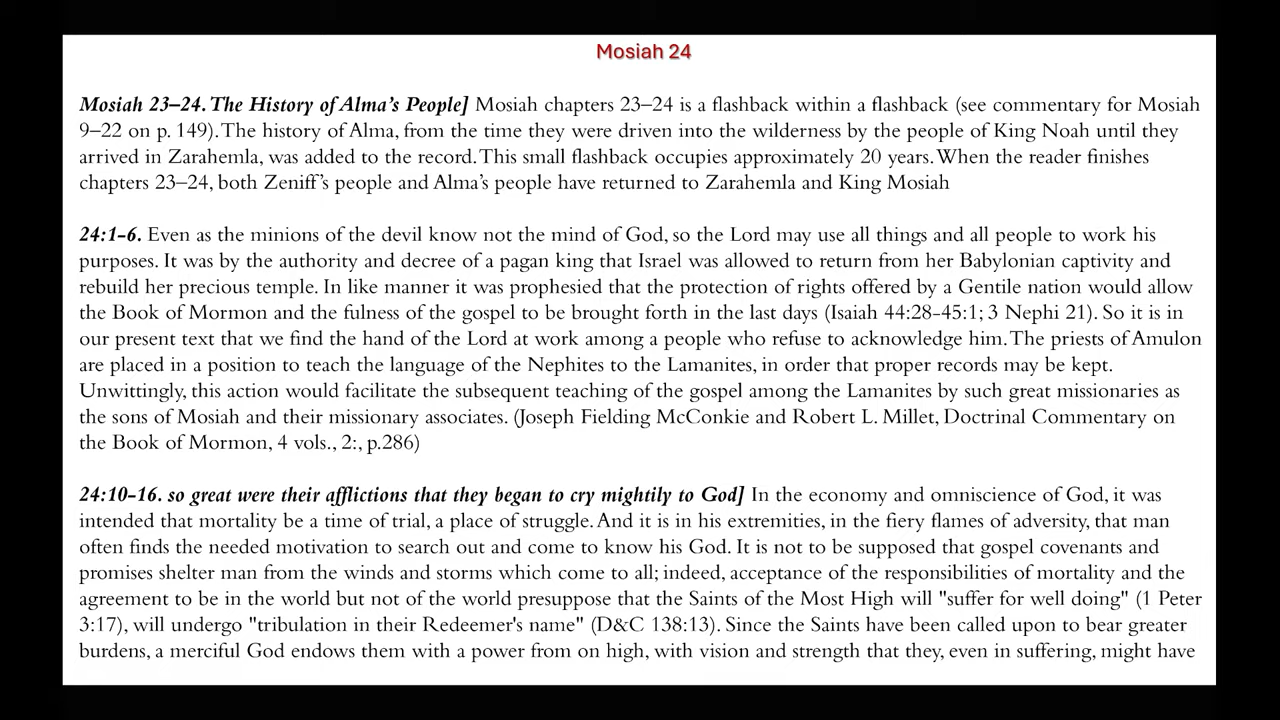 Mosiah 24
Mosiah 23–24. The History of Alma's People] Mosiah chapters 23–24 is a flashback within a flashback (see commentary for Mosiah
9–22 on p. 149). The history of Alma, from the time they were driven into the wilderness by the people of King Noah until they
arrived in Zarahemla, was added to the record. This small flashback occupies approximately 20 years. When the reader finishes
chapters 23–24, both Zeniff's people and Alma's people have returned to Zarahemla and King Mosiah
24:1-6. Even as the minions of the devil know not the mind of God, so the Lord may use all things and all people to work his
purposes. It was by the authority and decree of a pagan king that Israel was allowed to return from her Babylonian captivity and
rebuild her precious temple. In like manner it was prophesied that the protection of rights offered by a Gentile nation would allow
the Book of Mormon and the fulness of the gospel to be brought forth in the last days (Isaiah 44:28-45:1; 3 Nephi 21). So it is in
our present text that we find the hand of the Lord at work among a people who refuse to acknowledge him. The priests of Amulon
are placed in a position to teach the language of the Nephites to the Lamanites, in order that proper records may be kept.
Unwittingly, this action would facilitate the subsequent teaching of the gospel among the Lamanites by such great missionaries as
the sons of Mosiah and their missionary associates. (Joseph Fielding McConkie and Robert L. Millet, Doctrinal Commentary on
the Book of Mormon, 4 vols., 2:, p.286)
24:10-16. so great were their afflictions that they began to cry mightily to God] In the economy and omniscience of God, it was
intended that mortality be a time of trial, a place of struggle. And it is in his extremities, in the fiery flames of adversity, that man
often finds the needed motivation to search out and come to know his God. It is not to be supposed that gospel covenants and
promises shelter man from the winds and storms which come to all; indeed, acceptance of the responsibilities of mortality and the
agreement to be in the world but not of the world presuppose that the Saints of the Most High will "suffer for well doing" (1 Peter
3:17), will undergo "tribulation in their Redeemer's name" (D&C 138:13). Since the Saints have been called upon to bear greater
burdens, a merciful God endows them with a power from on high, with vision and strength that they, even in suffering, might have